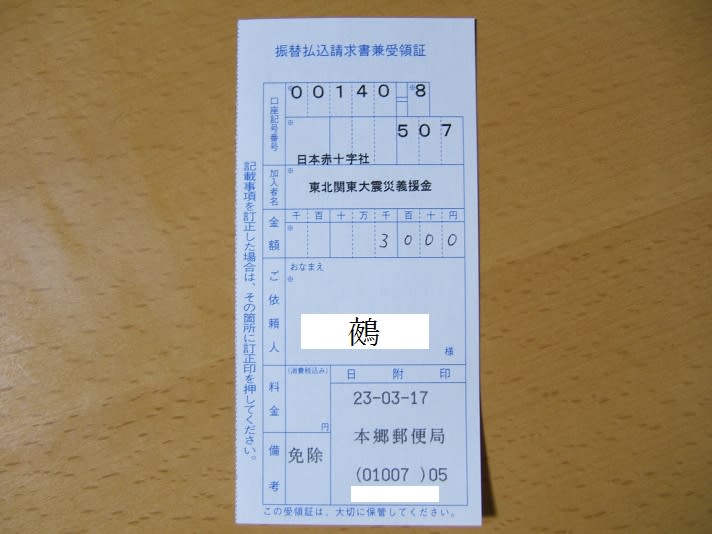 振替払込請求書兼受領証
口座記号番号
※
00140
※
8
※
507
加入者名
日本赤十字社
※
東北関東大震災義援金
金額
千百十万千百十円
※
3000
ご依頼人
おなまえ
※
鵺
様
料金
(消費税込み)
円
日附印
23-03-17
本郷郵便局
(01007 )05
備考
免除
この受領証は、大切に保管してください。
記載事項を訂正した場合は、その箇所に訂正印を押してください。